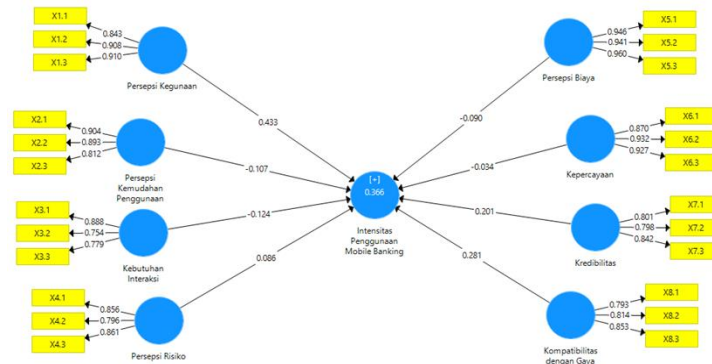 X1.1
0.843
X1.2
0.908
X1.3
0.910
Persepsi Kegunaan
0.433
X2.1
0.904
X2.2
0.893
X2.3
0.812
Persepsi
Kemudahan
Penggunaan
-0.107
X3.1
0.888
X3.2
0.754
X3.3
0.779
Kebutuhan
Interaksi
-0.124
X4.1
0.856
X4.2
0.796
X4.3
0.861
Persepsi Risiko
0.086
[+]
0.366
Intensitas
Penggunaan
Mobile Banking
X5.1
0.946
X5.2
0.941
X5.3
0.960
Persepsi Biaya
-0.090
X6.1
0.870
X6.2
0.932
X6.3
0.927
Kepercayaan
-0.034
X7.1
0.801
X7.2
0.798
X7.3
0.842
Kredibilitas
0.201
X8.1
0.793
X8.2
0.814
X8.3
0.853
Kompatibilitas
dengan Gaya
0.281